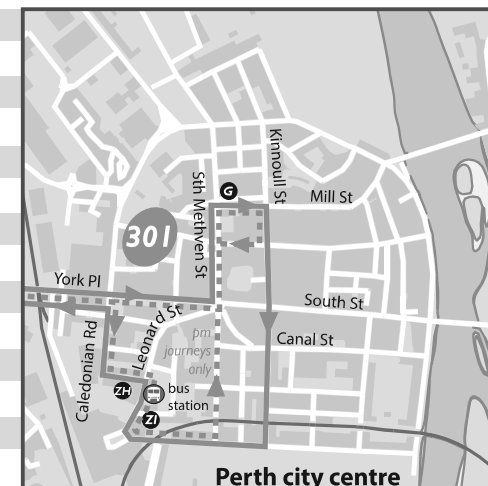 Kinnoull St
G
Sth Methven St
Mill St
301
York Pl
South St
Leonard St
Caledonian Rd
pm
journeys
only
Canal St
ZH
bus
station
ZI
Perth city centre